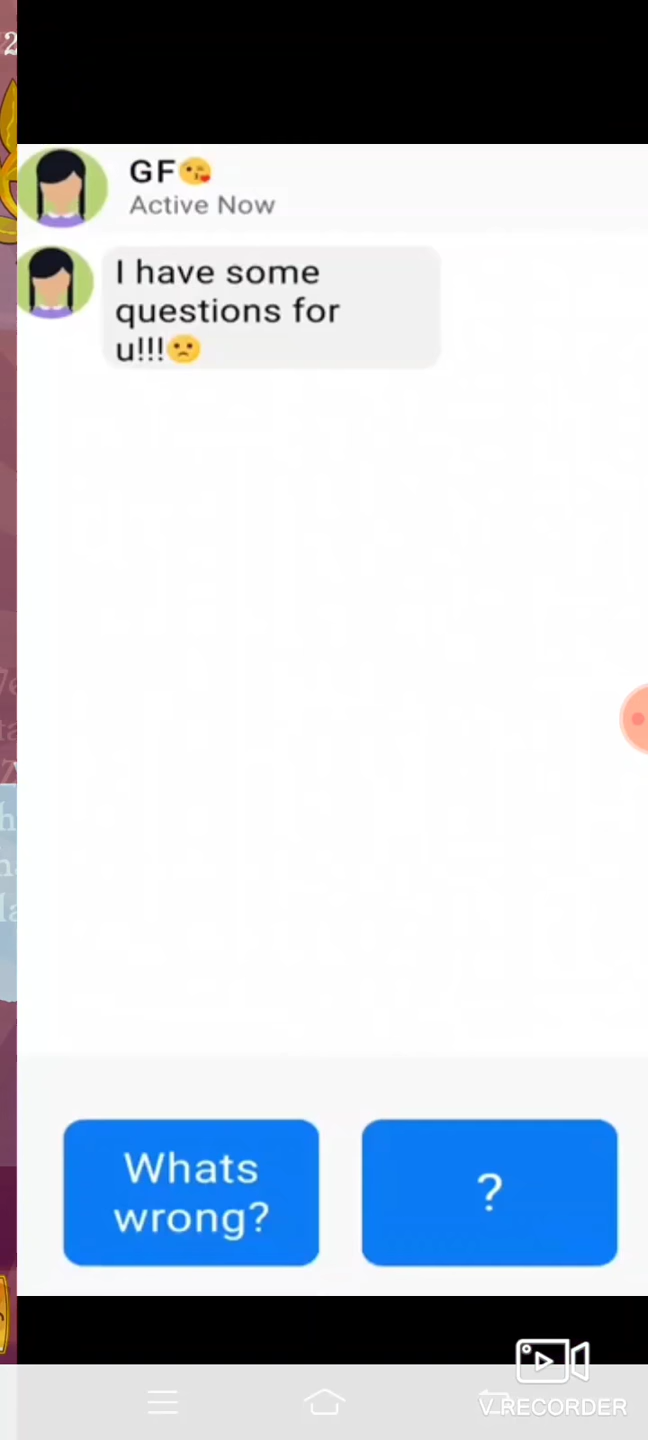 GF😘
Active Now
I have some
questions for
u!!!🙁
Whats
wrong?
?
V.RECORDER